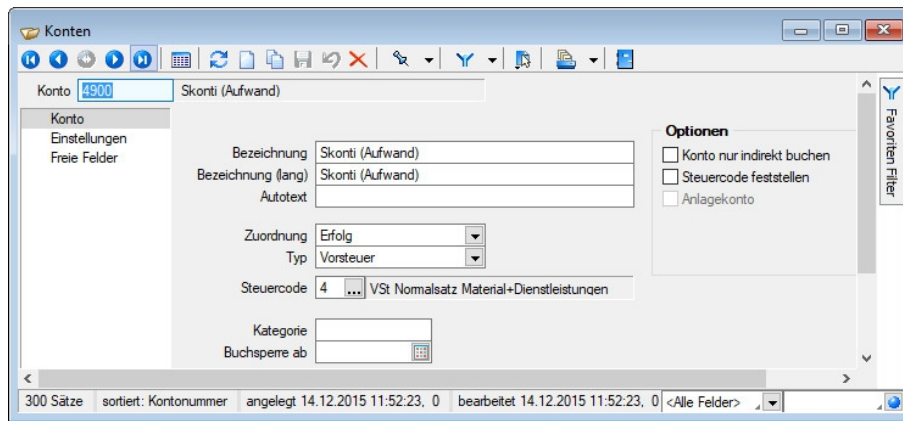 Konten
Konto 4900 Skonti (Aufwand)
Konto
Einstellungen
Freie Felder
Bezeichnung Skonti (Aufwand)
Bezeichnung (lang) Skonti (Aufwand)
Autotext
Zuordnung Erfolg
Typ Vorsteuer
Steuercode 4 ... VSt Normalsatz Material+Dienstleistungen
Kategorie
Buchsperre ab
Optionen
Konto nur indirekt buchen
Steuercode feststellen
Anlagekonto
Favoriten Filter
300 Sätze sortiert: Kontonummer angelegt 14.12.2015 11:52:23, 0 bearbeitet 14.12.2015 11:52:23, 0 <Alle Felder>